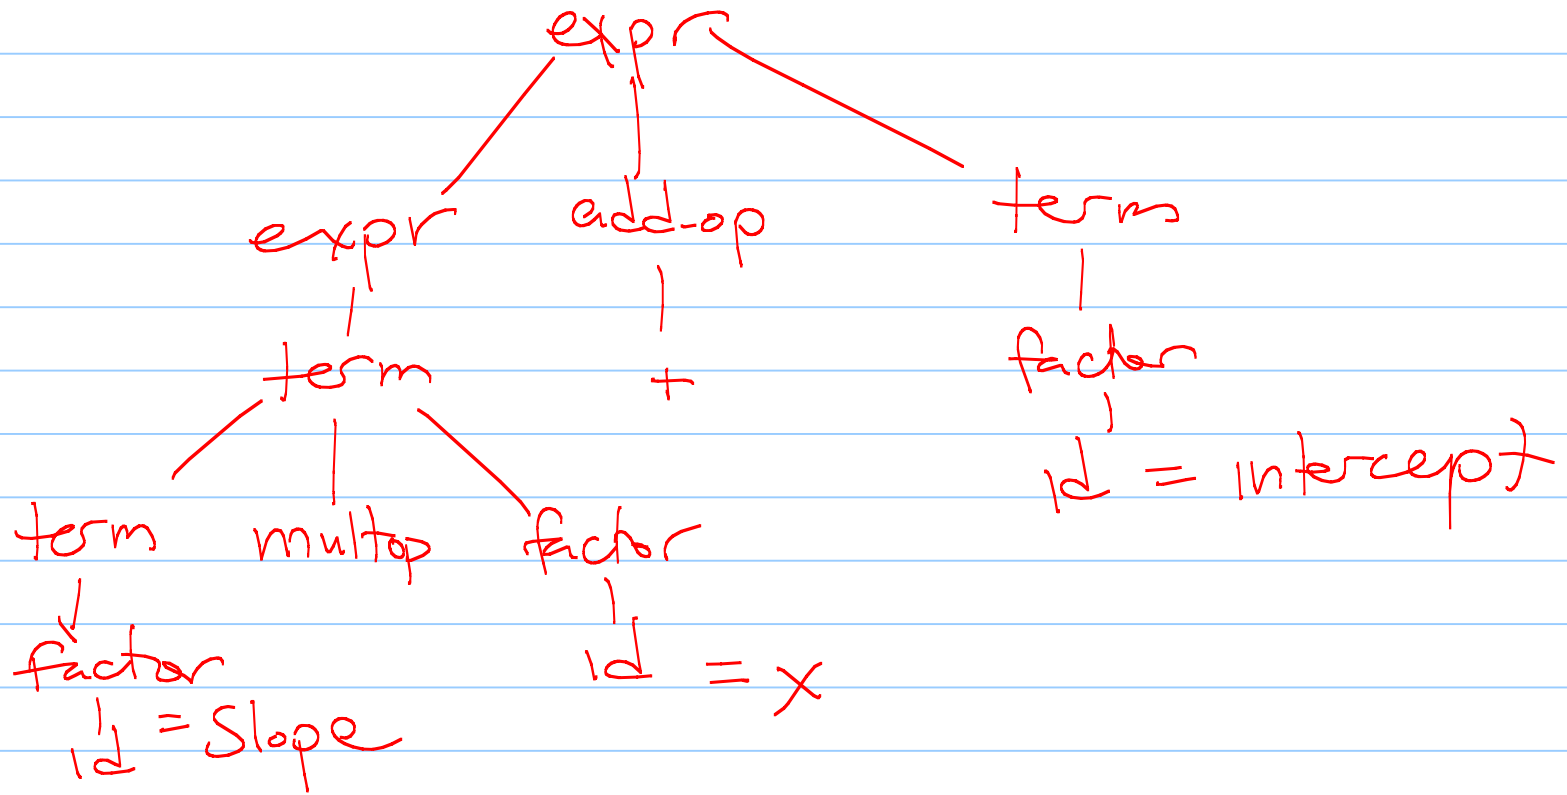 expr
expr add-op term
term + factor
id = intercept
term multop factor
factor id = x
id = Slope